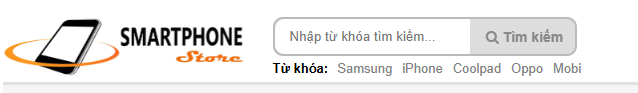 SMARTPHONE
Store
Nhập từ khóa tìm kiếm...
Tìm kiếm
Từ khóa: Samsung iPhone Coolpad Oppo Mobi